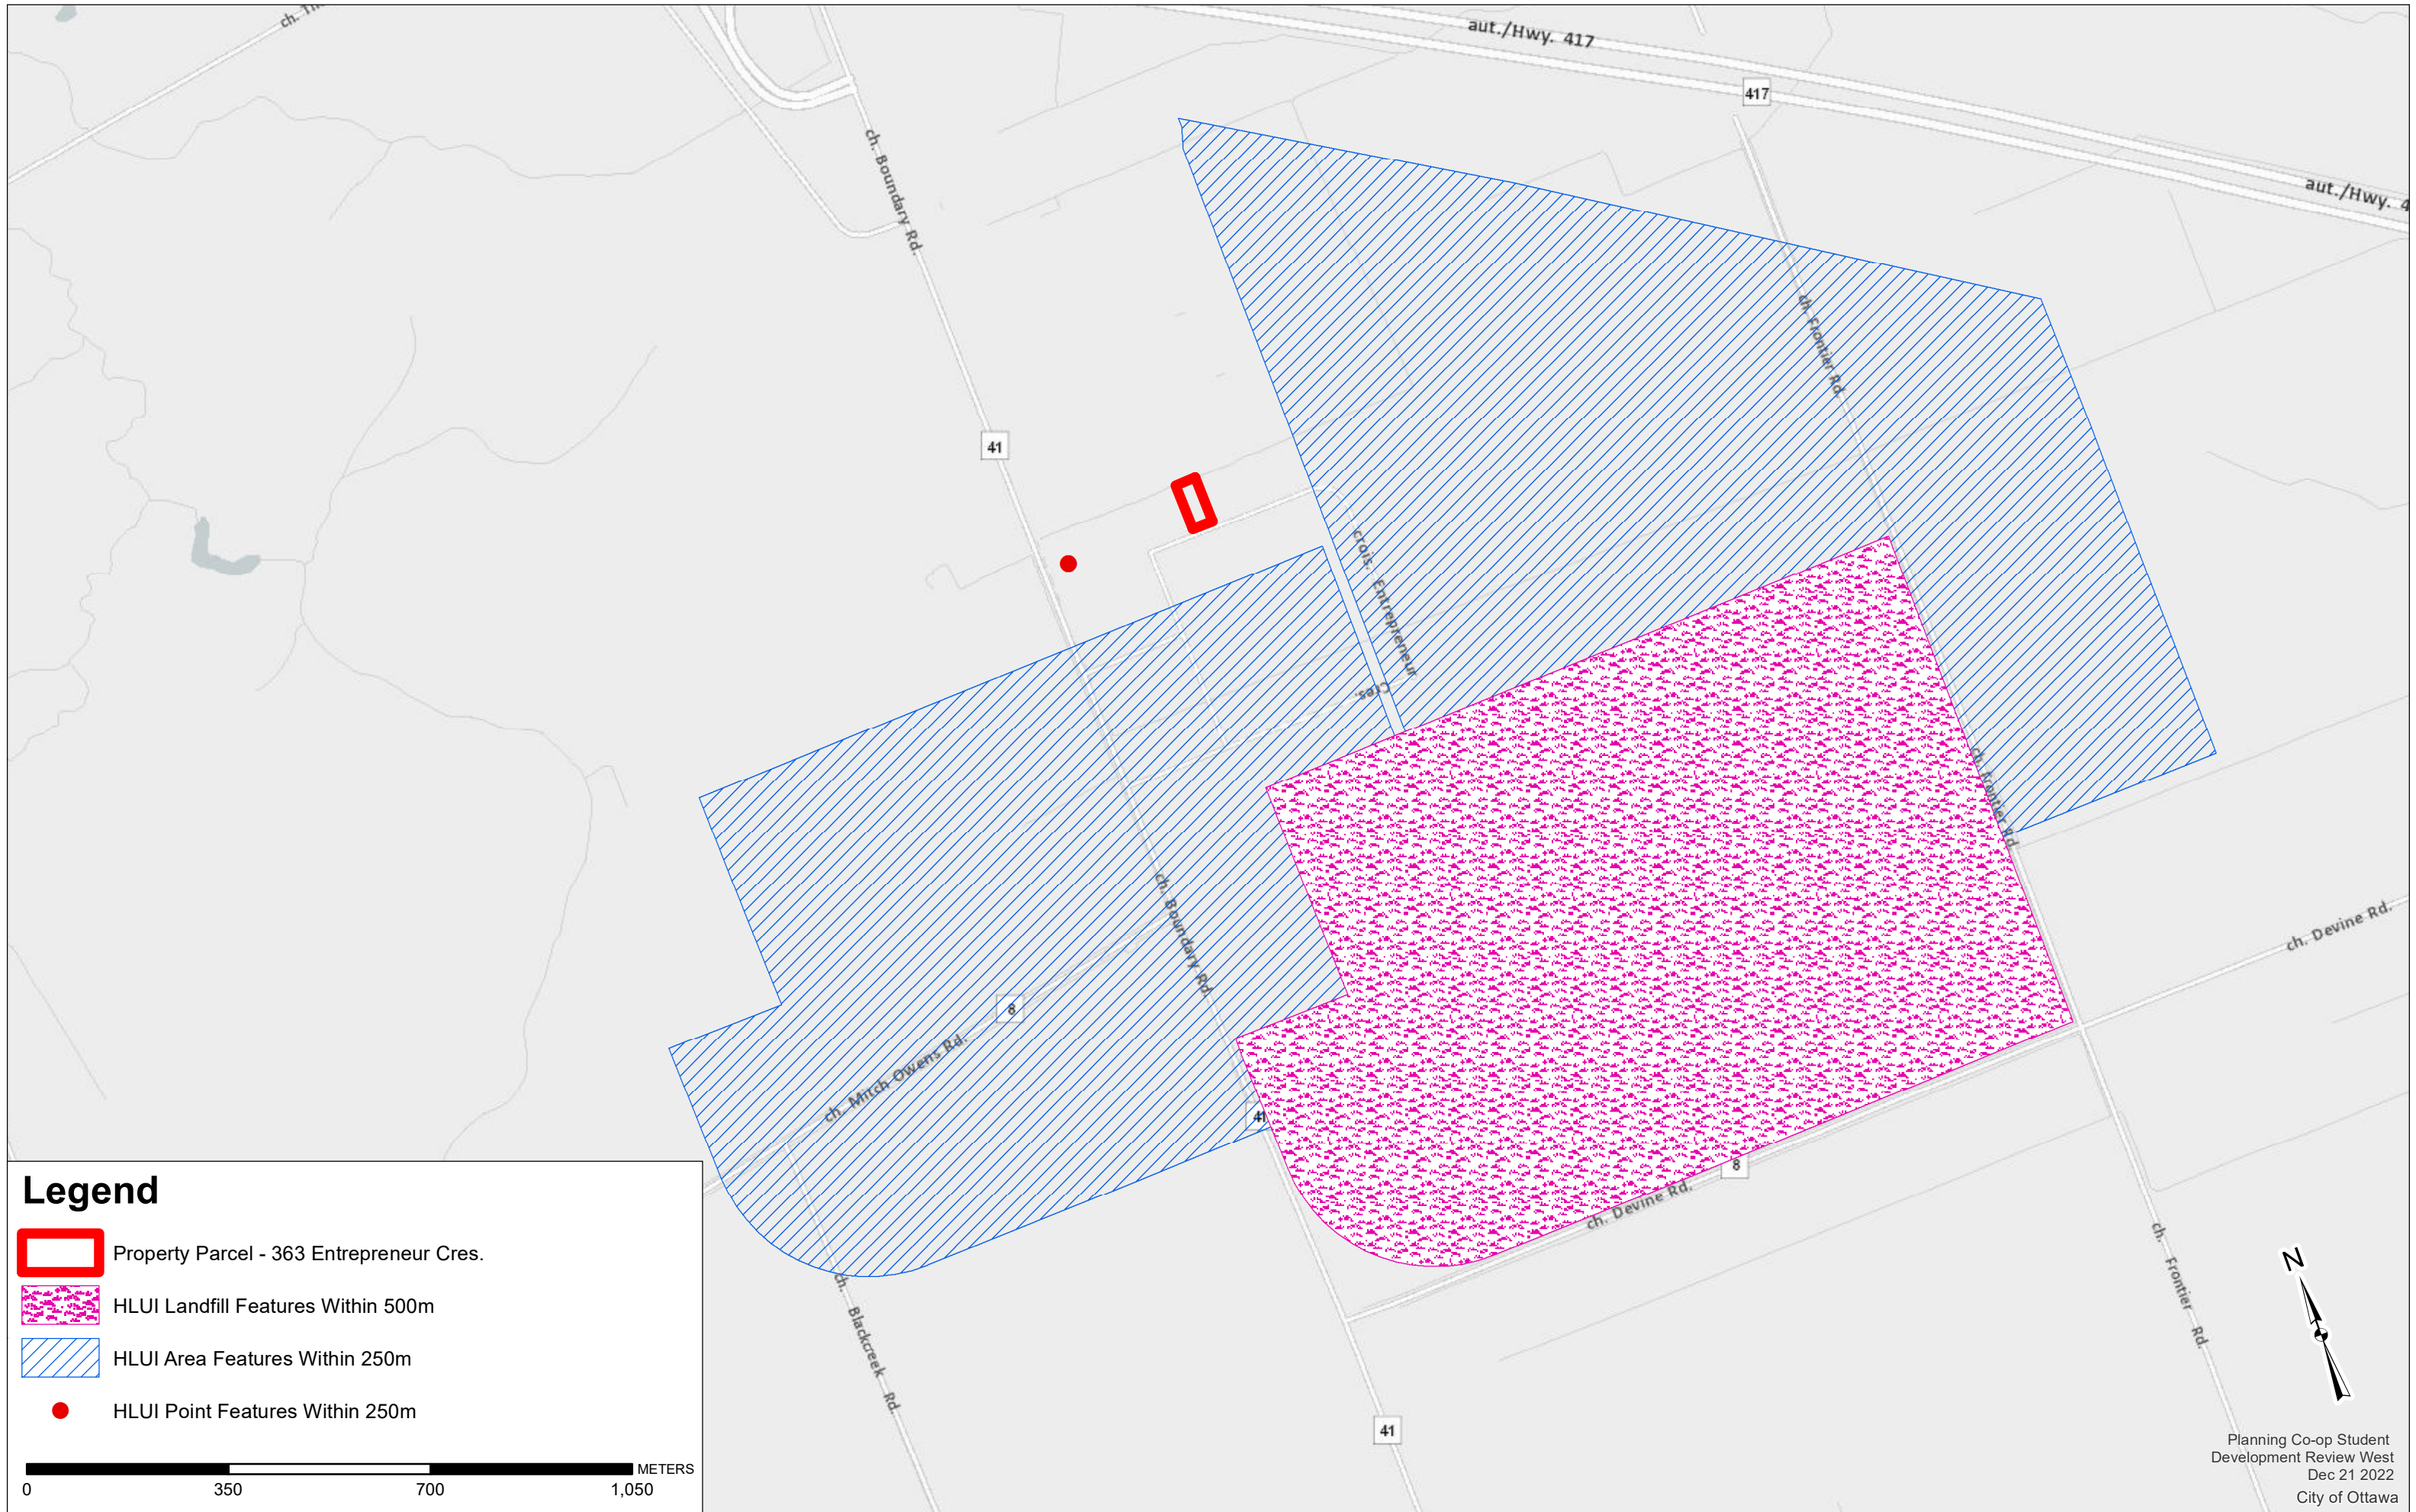 aut./Hwy. 417
417
aut./Hwy. 4
ch. Boundary Rd.
ch. Frontier Rd.
41
crois. Entrepreneur
Cres.
ch. Frontier Rd
ch. Boundary Rd.
ch. Devine Rd.
8
ch. Mitch Owens Rd.
41
8
ch. Devine Rd.
ch. Frontier Rd.
ch. Blackcreek Rd.
41
N
Legend
Property Parcel - 363 Entrepreneur Cres.
HLUI Landfill Features Within 500m
HLUI Area Features Within 250m
HLUI Point Features Within 250m
METERS
0 350 700 1,050
Planning Co-op Student
Development Review West
Dec 21 2022
City of Ottawa